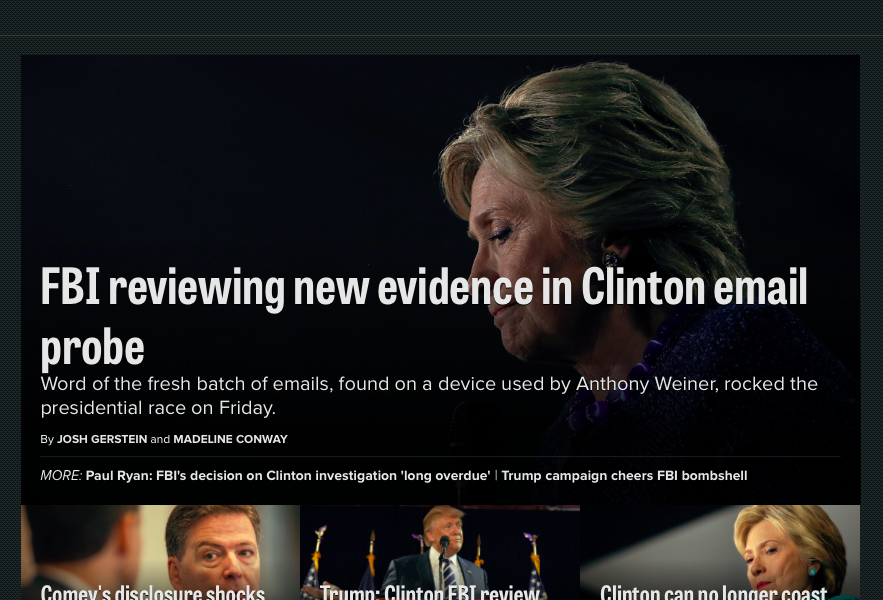 FBI reviewing new evidence in Clinton email
probe
Word of the fresh batch of emails, found on a device used by Anthony Weiner, rocked the
presidential race on Friday.
By JOSH GERSTEIN and MADELINE CONWAY
MORE: Paul Ryan: FBI's decision on Clinton investigation 'long overdue' | Trump campaign cheers FBI bombshell
Comey's disclosure shocks
Trump: Clinton FBI review
Clinton can no longer coast